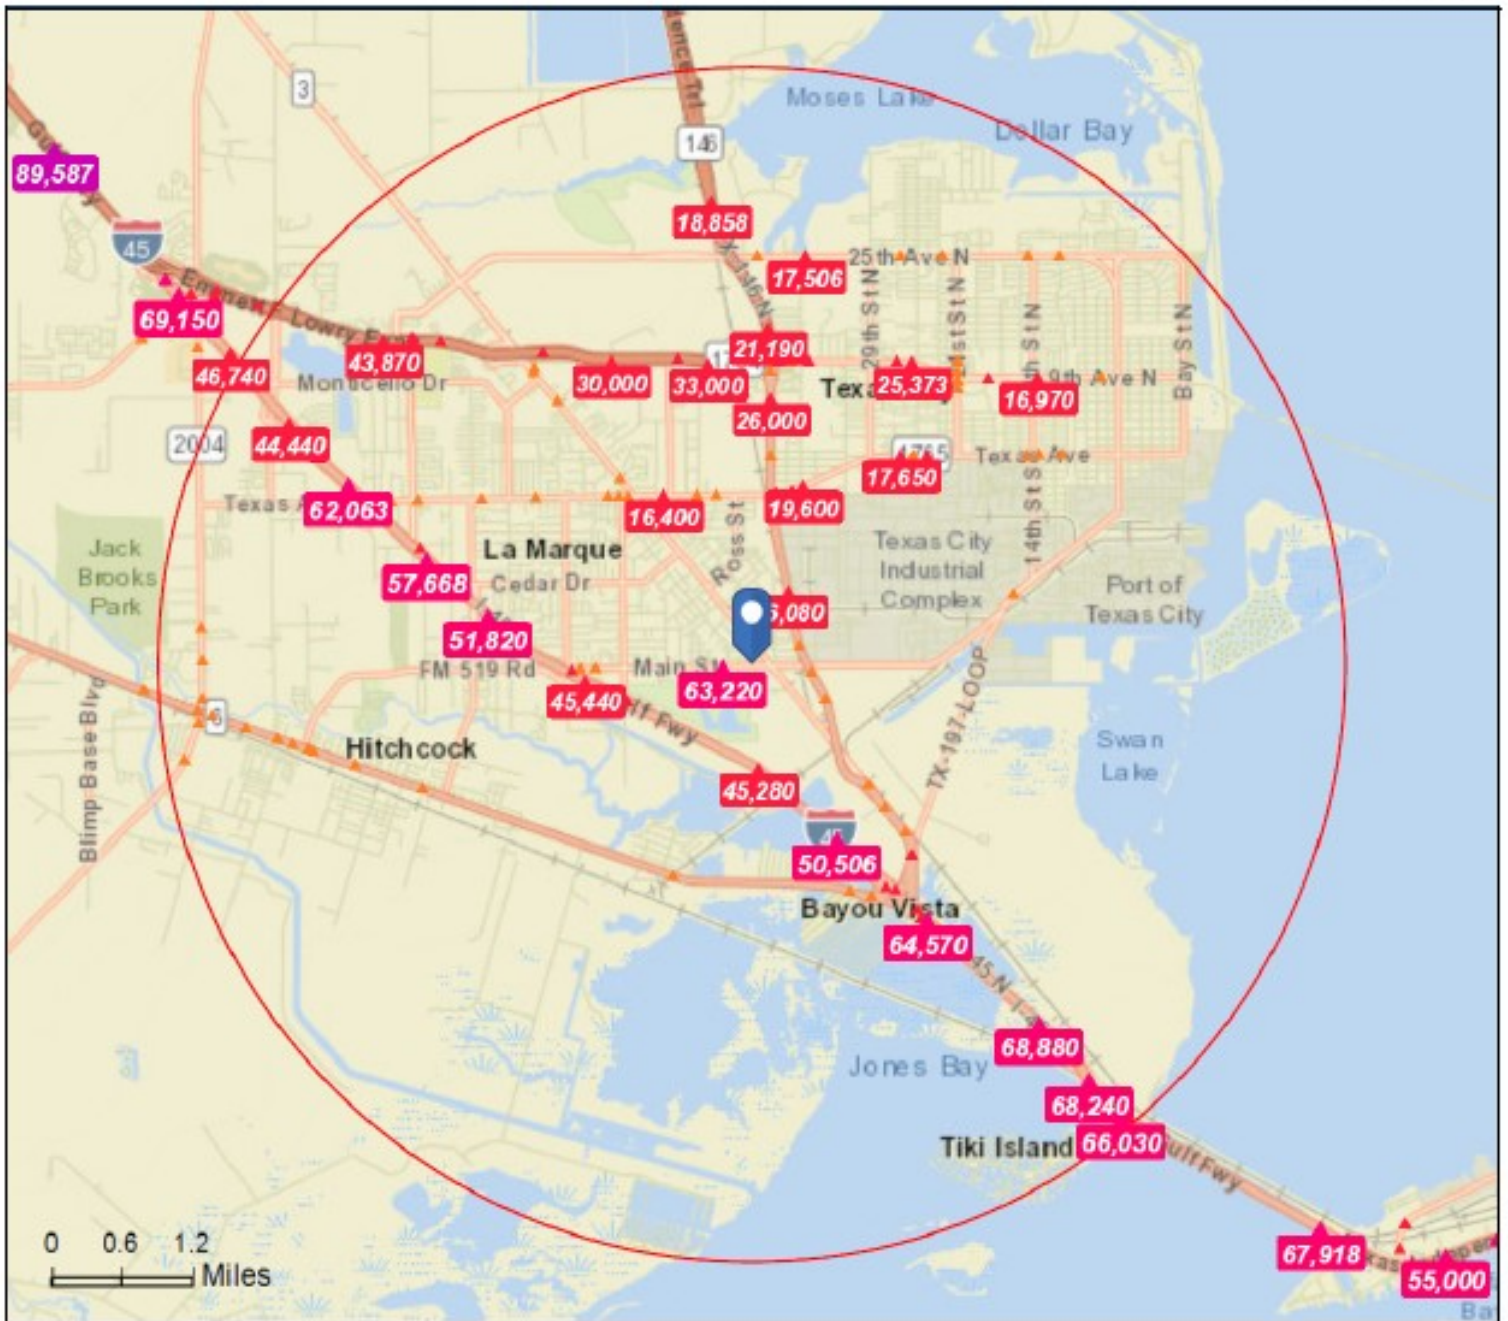 Moses Lake
Dollar Bay
3
146
89,587
45
18,858
25th Ave N
17,506
69,150
Lowry
29th St N
21,190
43,870
46,740
Monticello Dr
30,000
33,000
25,373
9th Ave N
16,970
Bay St N
26,000
2004
44,440
Texas Ave
17,650
62,063
16,400
19,600
La Marque
Ross St
Texas City
Industrial
Complex
14th St S
Jack
Brooks
Park
57,668
Cedar Dr
Port of
Texas City
51,820
FM 519 Rd
Main St
63,220
45,440
6
Hitchcock
Blimp Base Blvd
TX-197-LOOP
Swan
Lake
45,280
45
50,506
Bayou Vista
64,570
45-N
68,880
Jones Bay
68,240
Tiki Island
66,030
Gulf Fwy
67,918
55,000
0 0.6 1.2
Miles